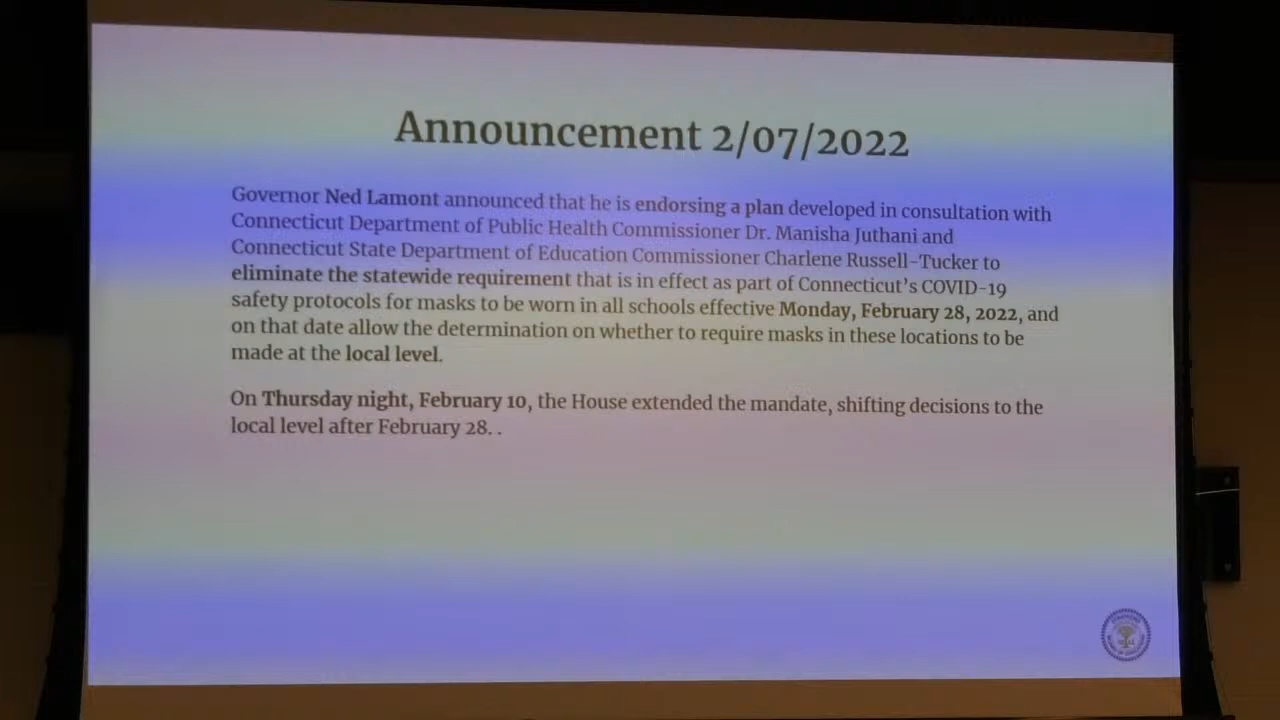 Announcement 2/07/2022
Governor Ned Lamont announced that he is endorsing a plan developed in consultation with
Connecticut Department of Public Health Commissioner Dr. Manisha Juthani and
Connecticut State Department of Education Commissioner Charlene Russell-Tucker to
eliminate the statewide requirement that is in effect as part of Connecticut's COVID-19
safety protocols for masks to be worn in all schools effective Monday, February 28, 2022, and
on that date allow the determination on whether to require masks in these locations to be
made at the local level.
On Thursday night, February 10, the House extended the mandate, shifting decisions to the
local level after February 28. .